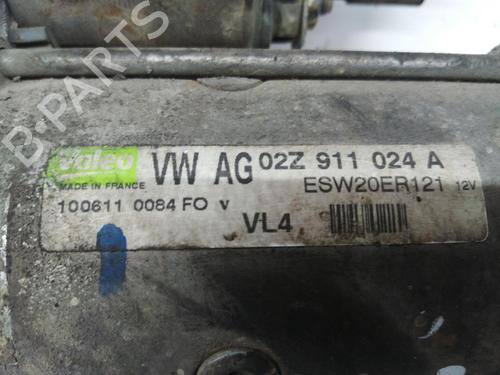 B-PARTS
Valeo VW AG 02Z 911 024 A
MADE IN FRANCE ESW20ER121 12V
100611 0084 FO v
VL4